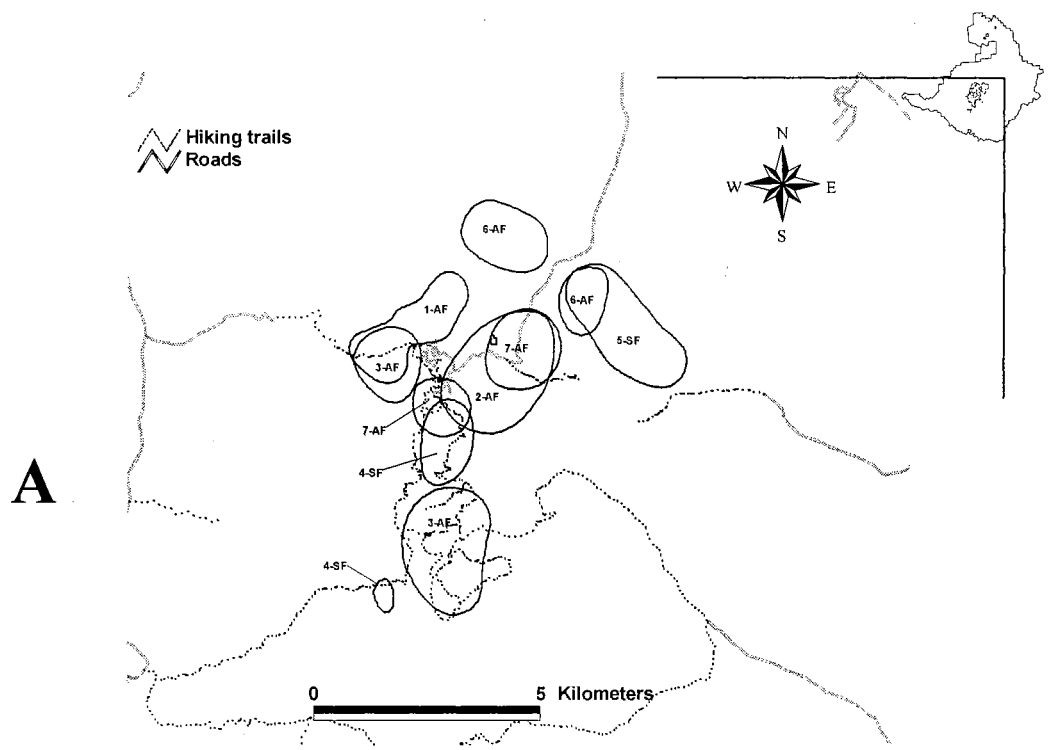 Hiking trails
Roads
N
W E
S
6-AF
6-AF
1-AF
5-SF
7-AF
3-AF
2-AF
7-AF
4-SF
A
3-AF
4-SF
0 5 Kilometers